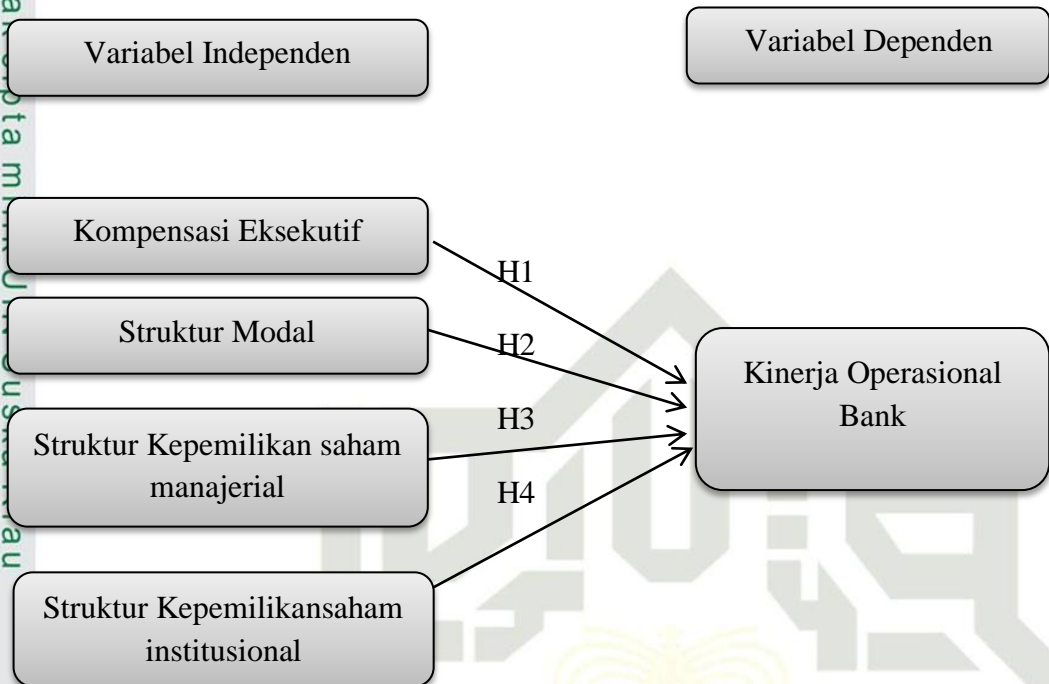 Variabel Independen
Variabel Dependen
Kompensasi Eksekutif
H1
Struktur Modal
H2
Kinerja Operasional
Bank
Struktur Kepemilikan saham
manajerial
H3
H4
Struktur Kepemilikansaham
institusional